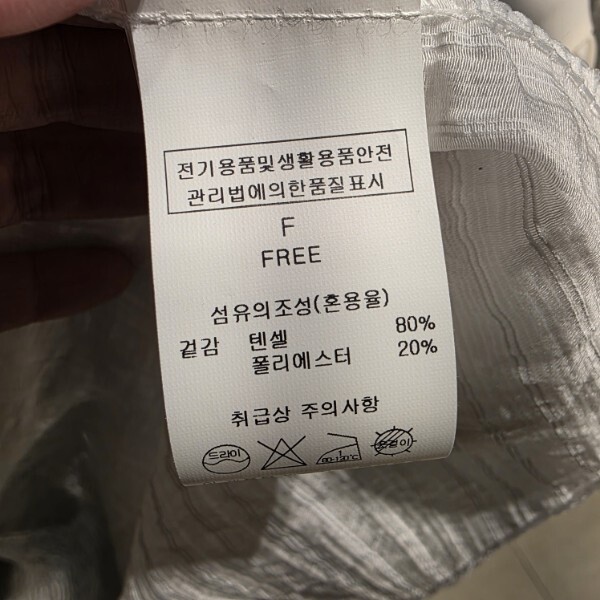 전기용품및생활용품안전
관리법에의한품질표시
F
FREE
섬유의조성(혼용율)
겉감 텐셀 80%
폴리에스터 20%
취급상 주의사항
드라이